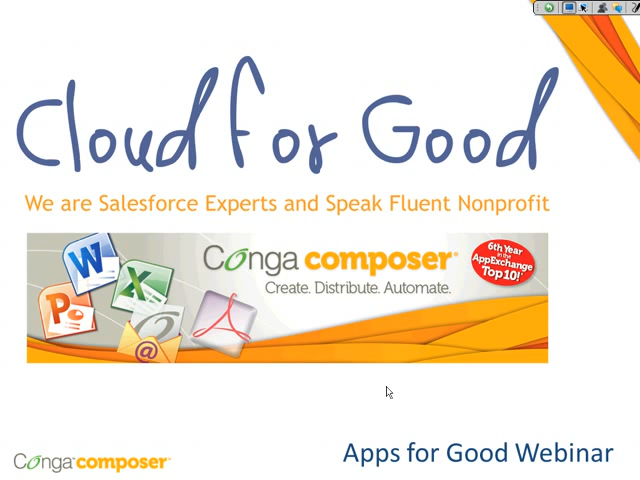 Cloud for Good
We are Salesforce Experts and Speak Fluent Nonprofit
Conga composer®
Create. Distribute. Automate.
6th Year
in the
AppExchange
Top 10!*
W
X
P
@
Conga composer
Apps for Good Webinar